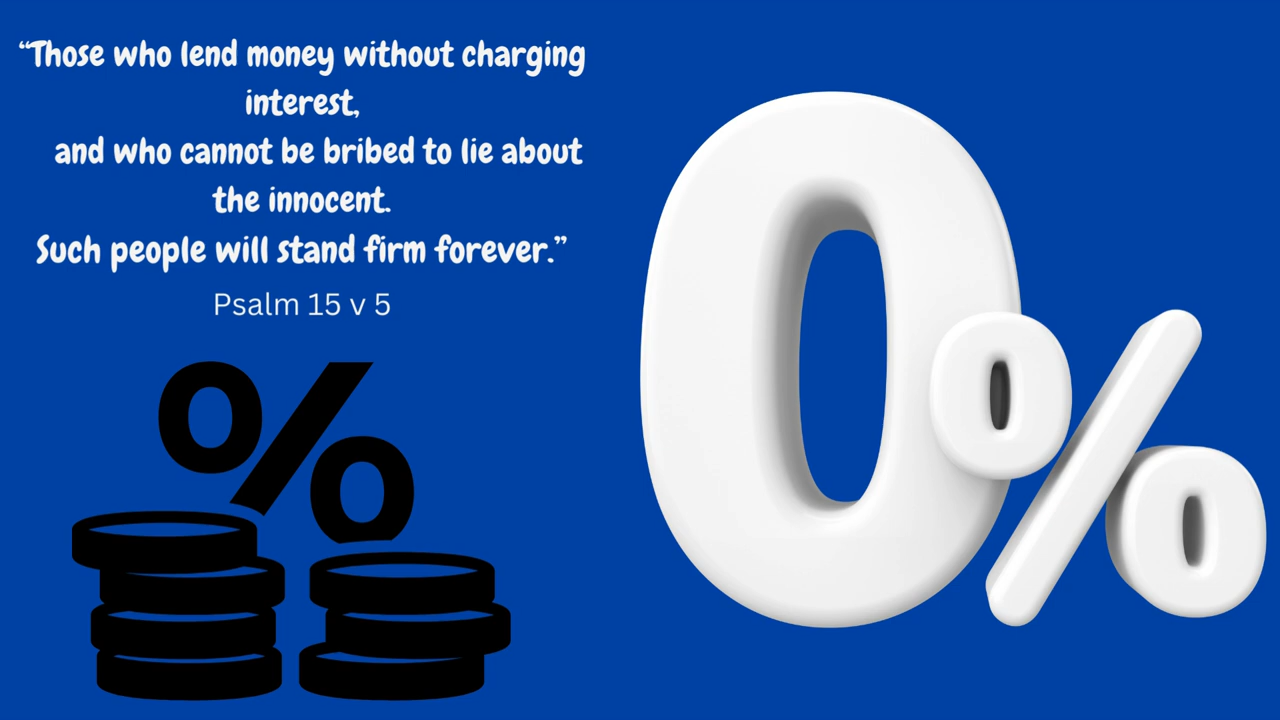 “Those who lend money without charging
interest,
and who cannot be bribed to lie about
the innocent.
Such people will stand firm forever.”
Psalm 15 v 5
%
0%